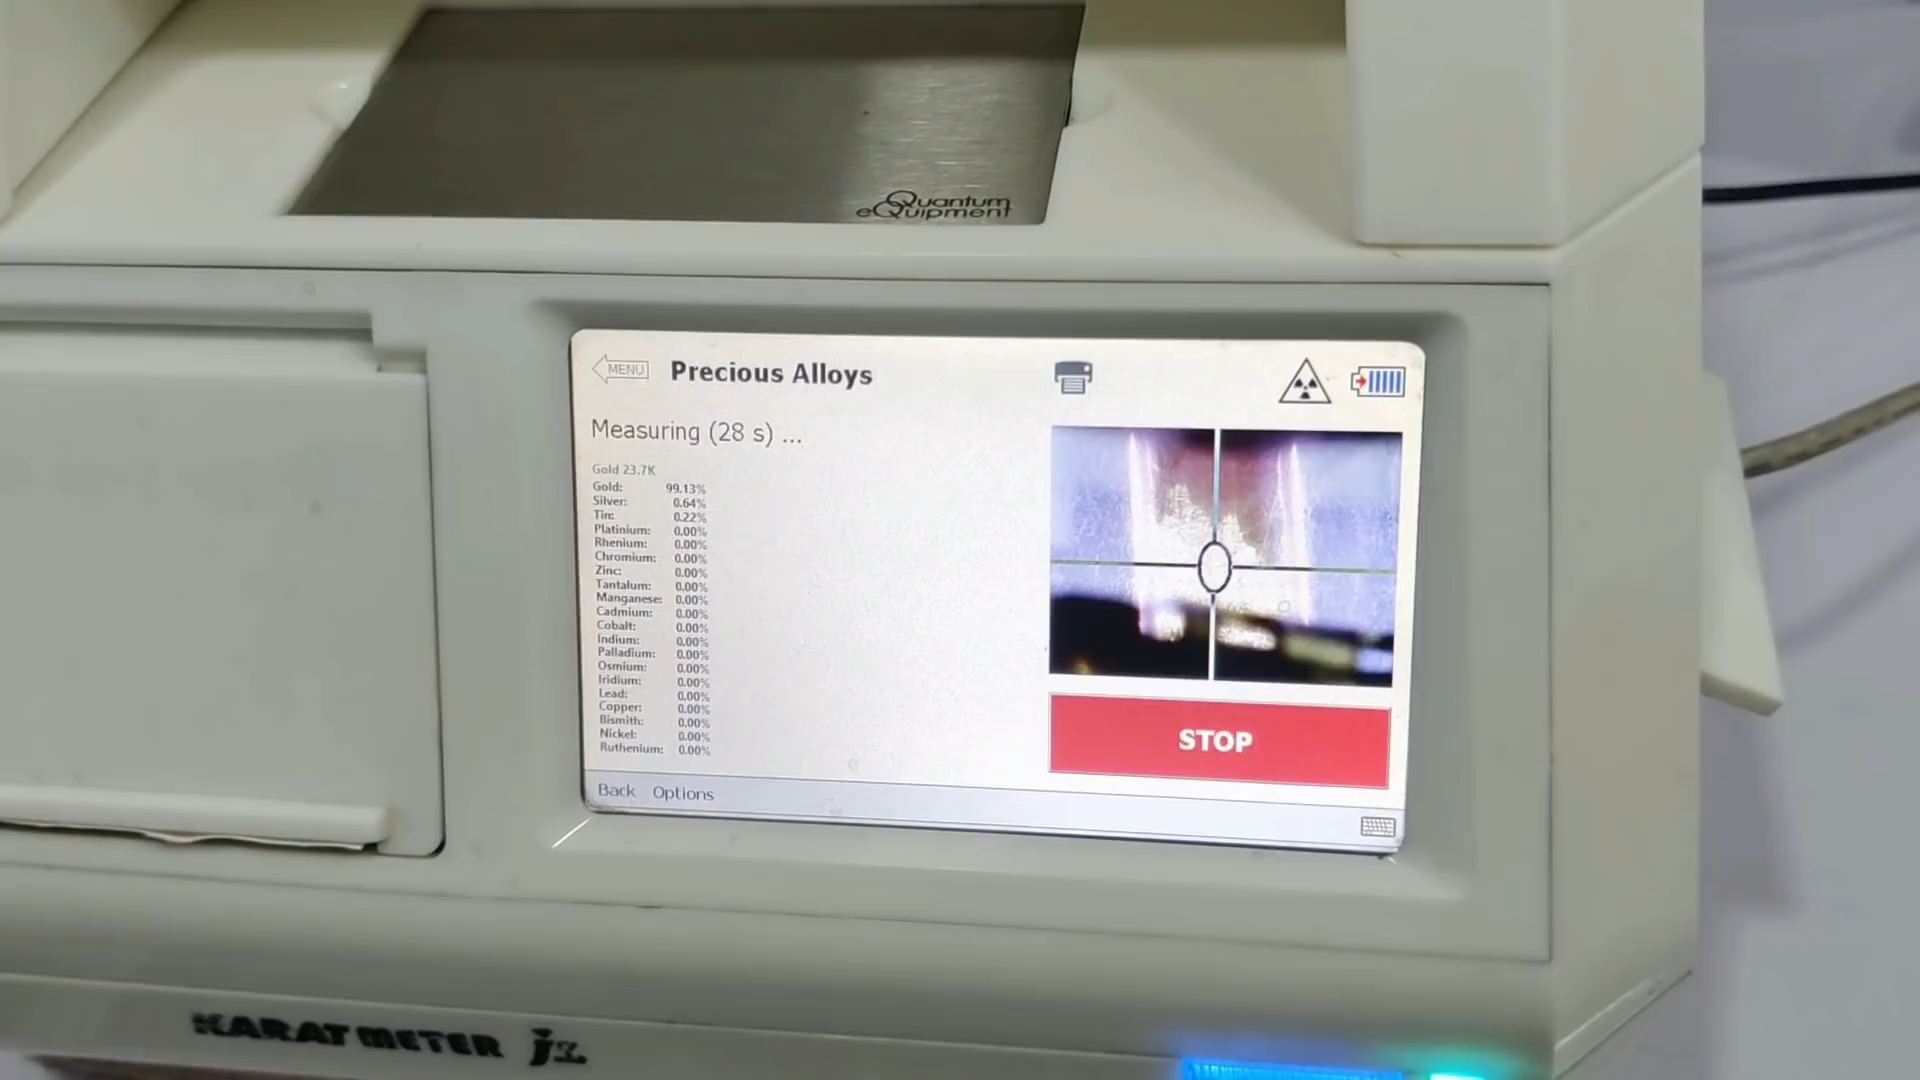 Quantum
eQuipment
MENU
Precious Alloys
Measuring (28 s) ...
Gold 23.7K
Gold: 99.13%
Silver: 0.64%
Tin: 0.22%
Platinium: 0.00%
Rhenium: 0.00%
Chromium: 0.00%
Zinc: 0.00%
Tantalum: 0.00%
Manganese: 0.00%
Cadmium: 0.00%
Cobalt: 0.00%
Indium: 0.00%
Palladium: 0.00%
Osmium: 0.00%
Iridium: 0.00%
Lead: 0.00%
Copper: 0.00%
Bismith: 0.00%
Nickel: 0.00%
Ruthenium: 0.00%
STOP
Back Options
KARAT METER